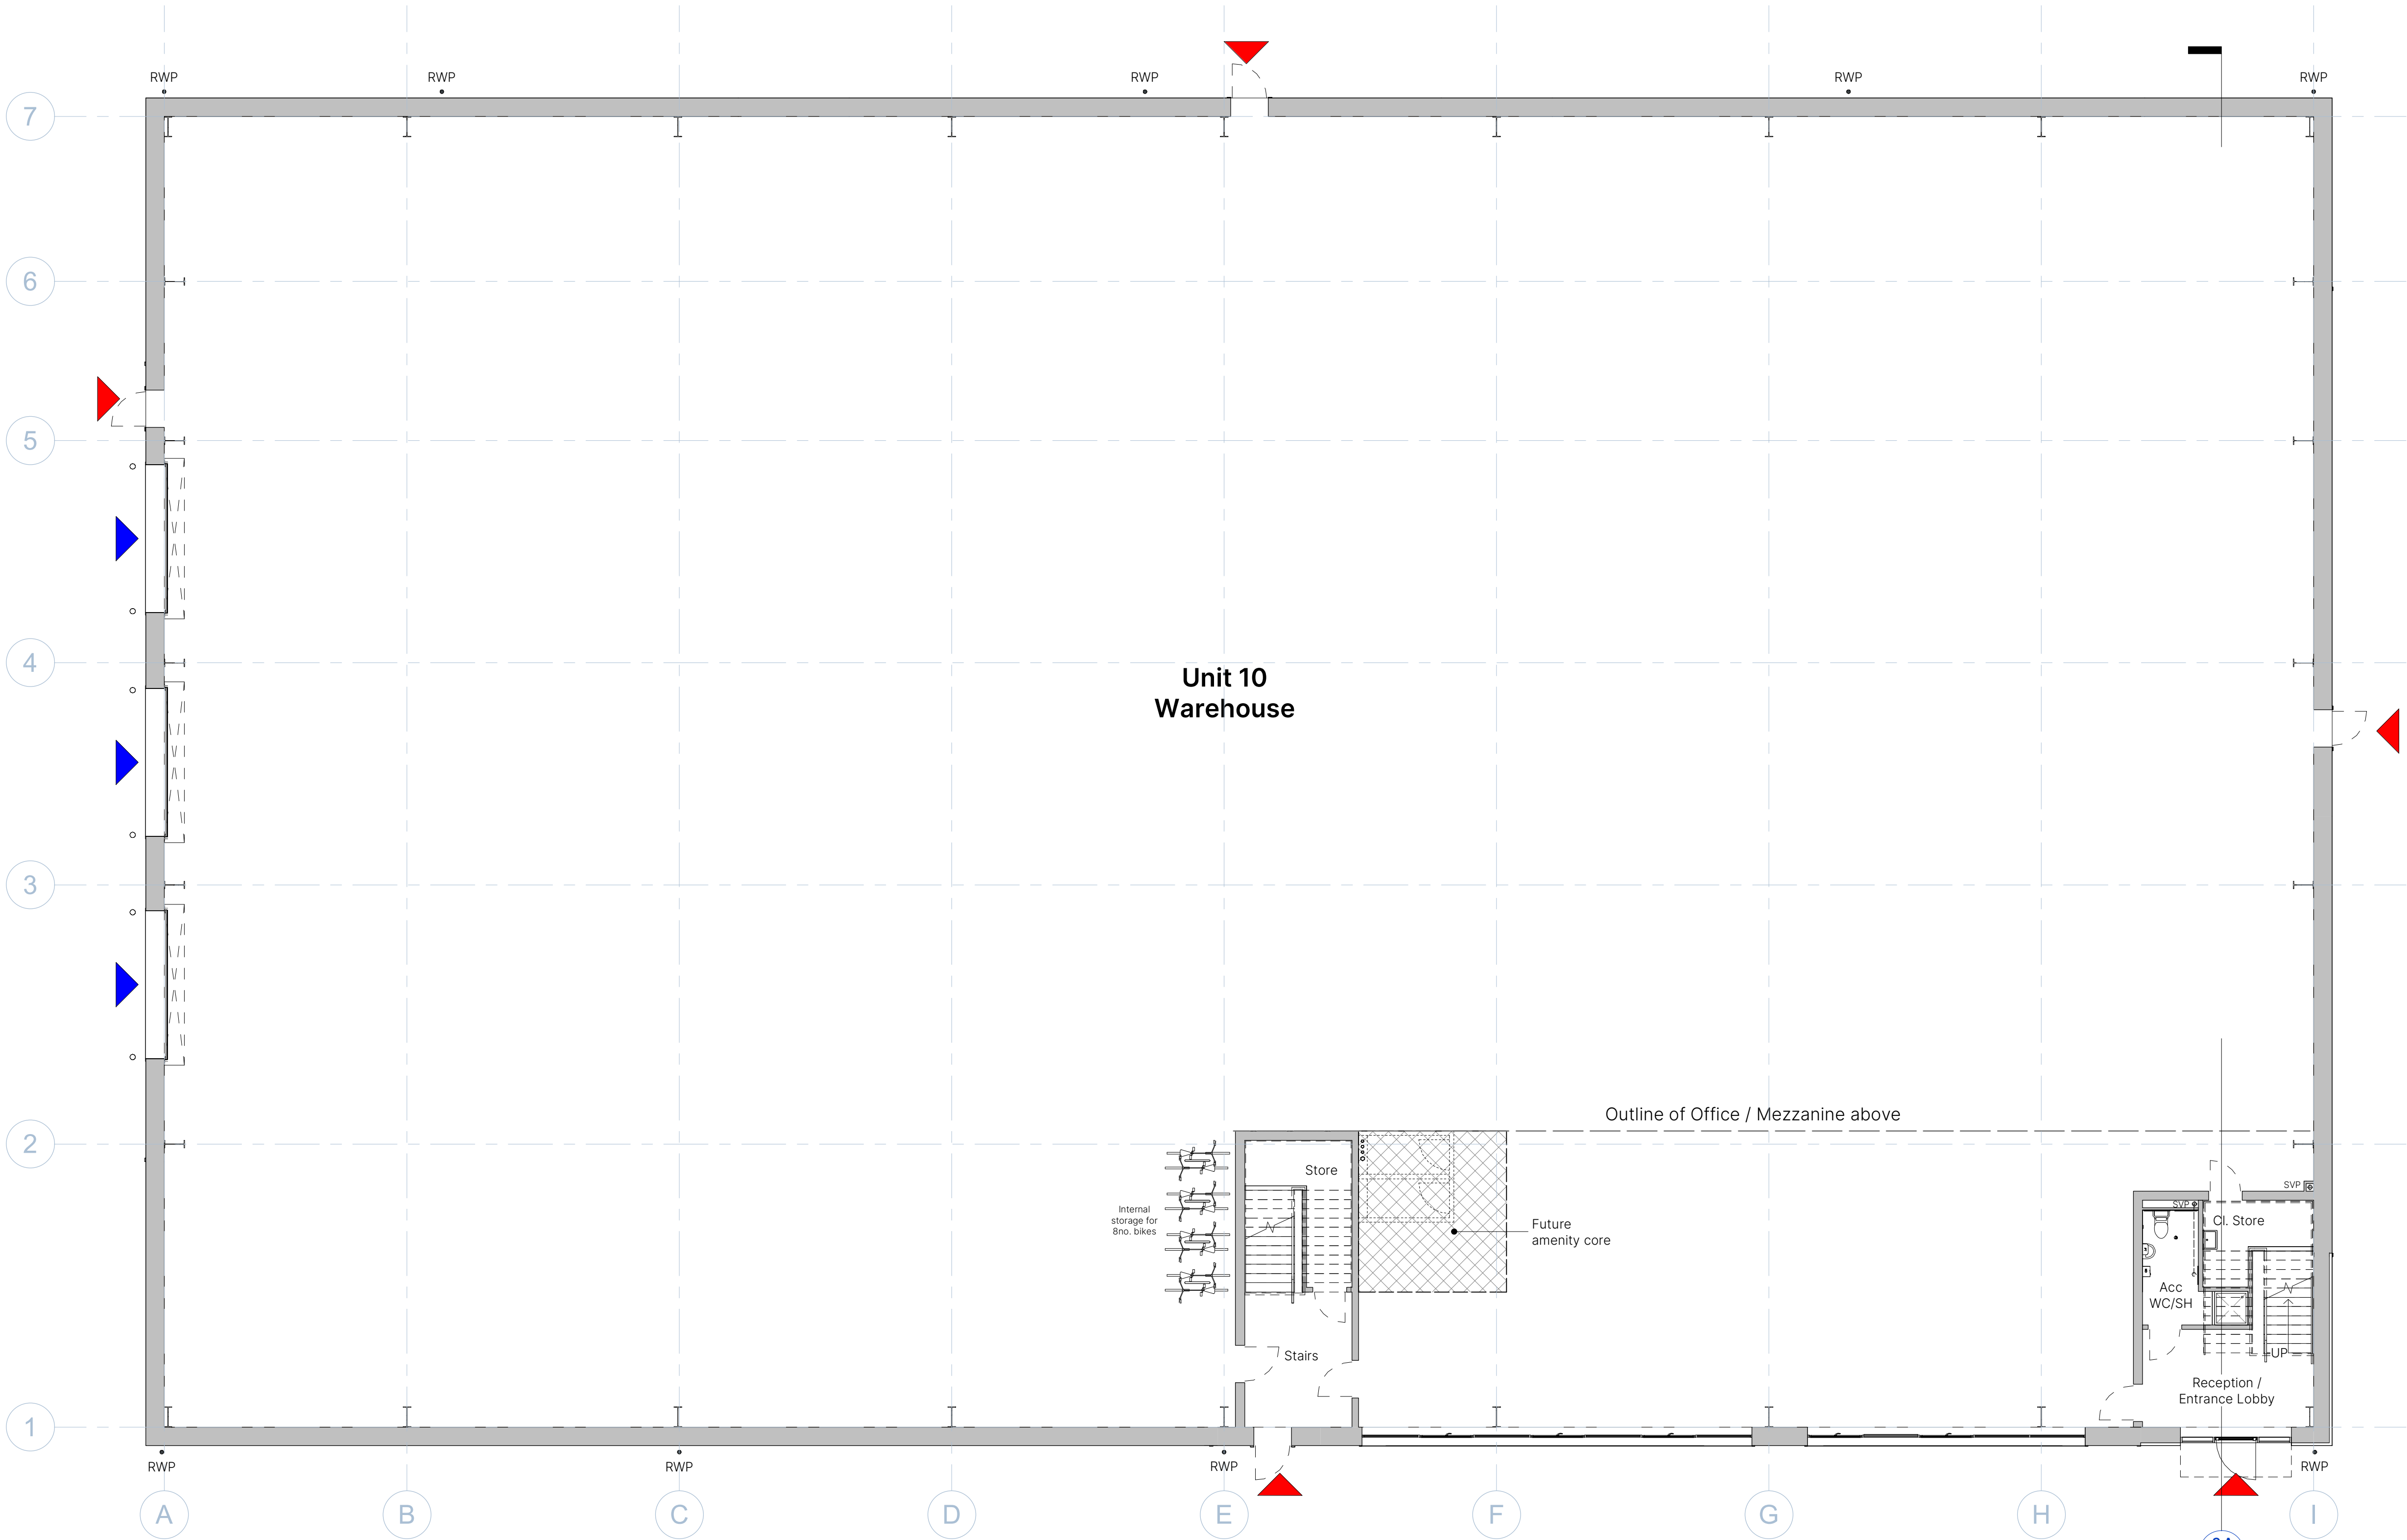 RWP
RWP
RWP
RWP
RWP
7
6
5
4
3
2
1
Unit 10
Warehouse
Outline of Office / Mezzanine above
Store
Internal
storage for
8no. bikes
Future
amenity core
Stairs
SVP
SVP
Cl. Store
Acc
WC/SH
UP
Reception /
Entrance Lobby
RWP
RWP
RWP
RWP
A
B
C
D
E
F
G
H
I